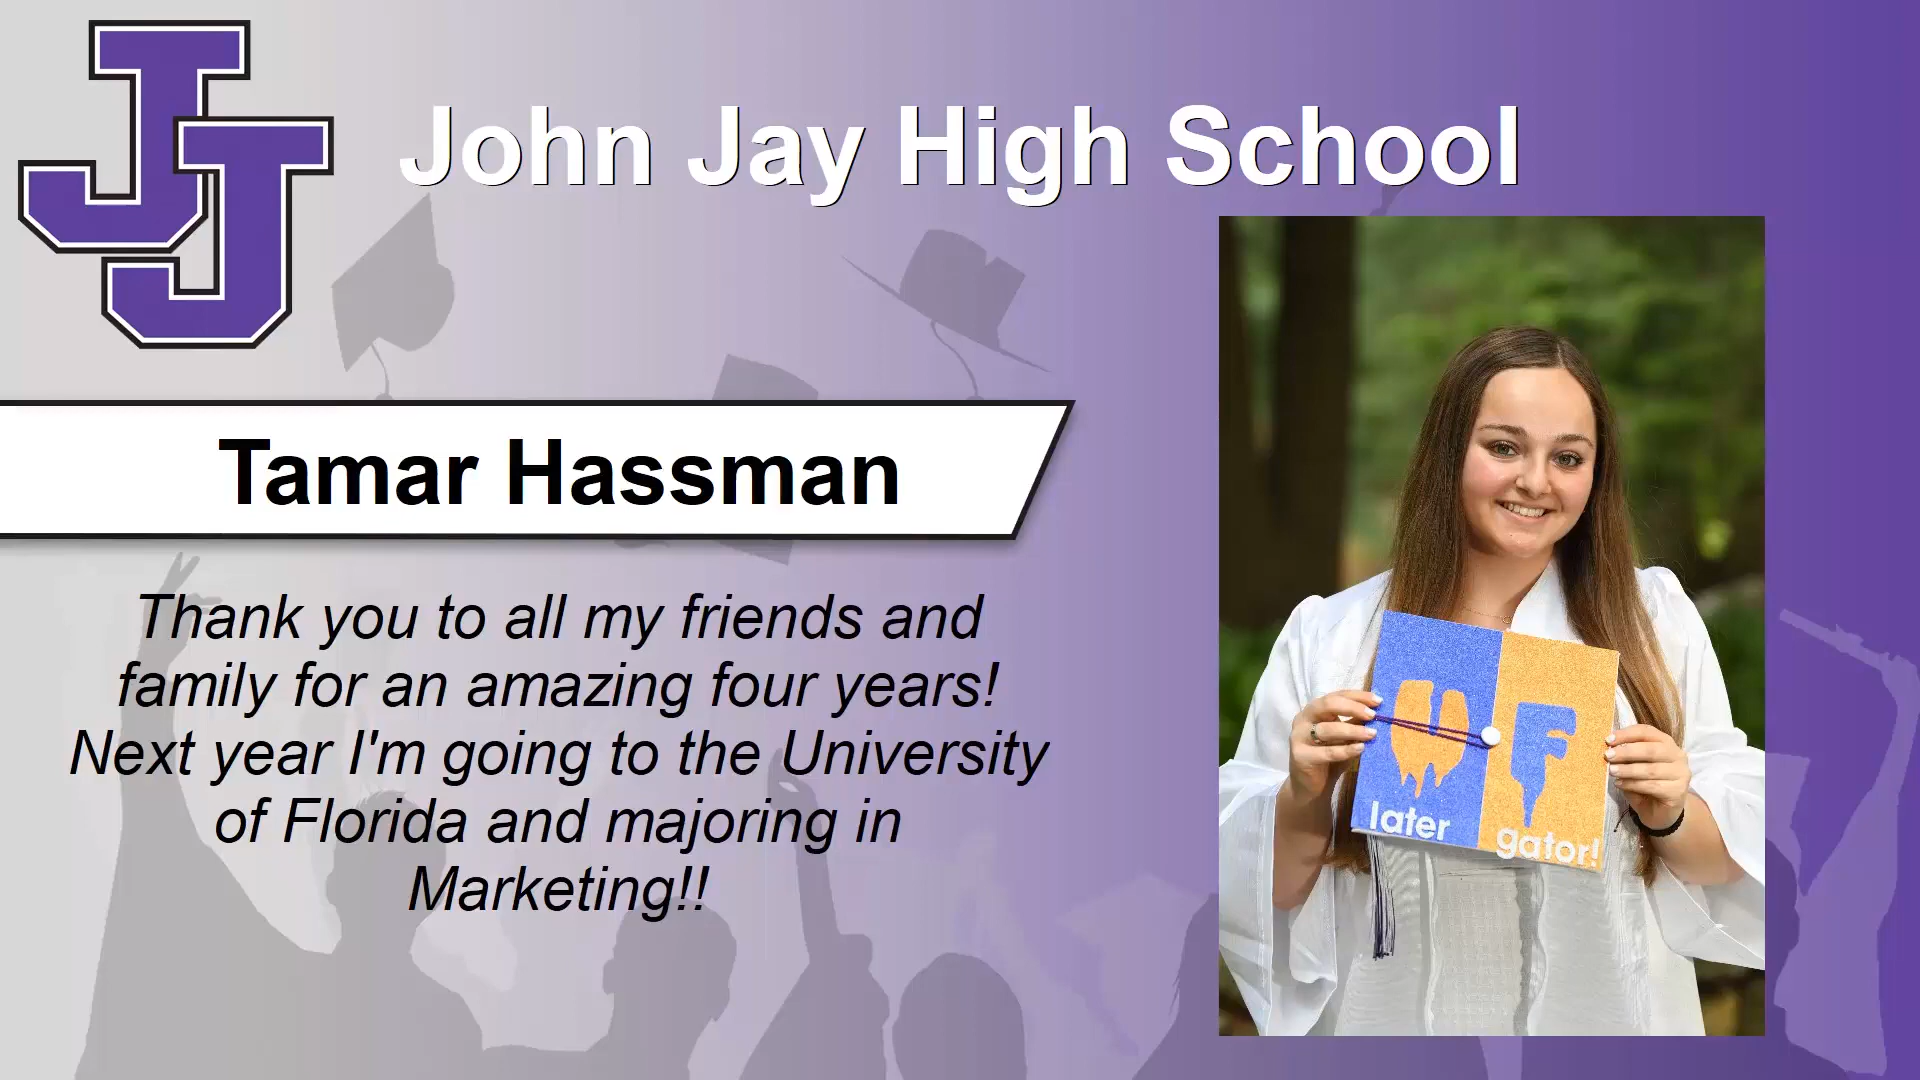 JJ
John Jay High School
Tamar Hassman
Thank you to all my friends and
family for an amazing four years!
Next year I'm going to the University
of Florida and majoring in
Marketing!!
UF
later gator!